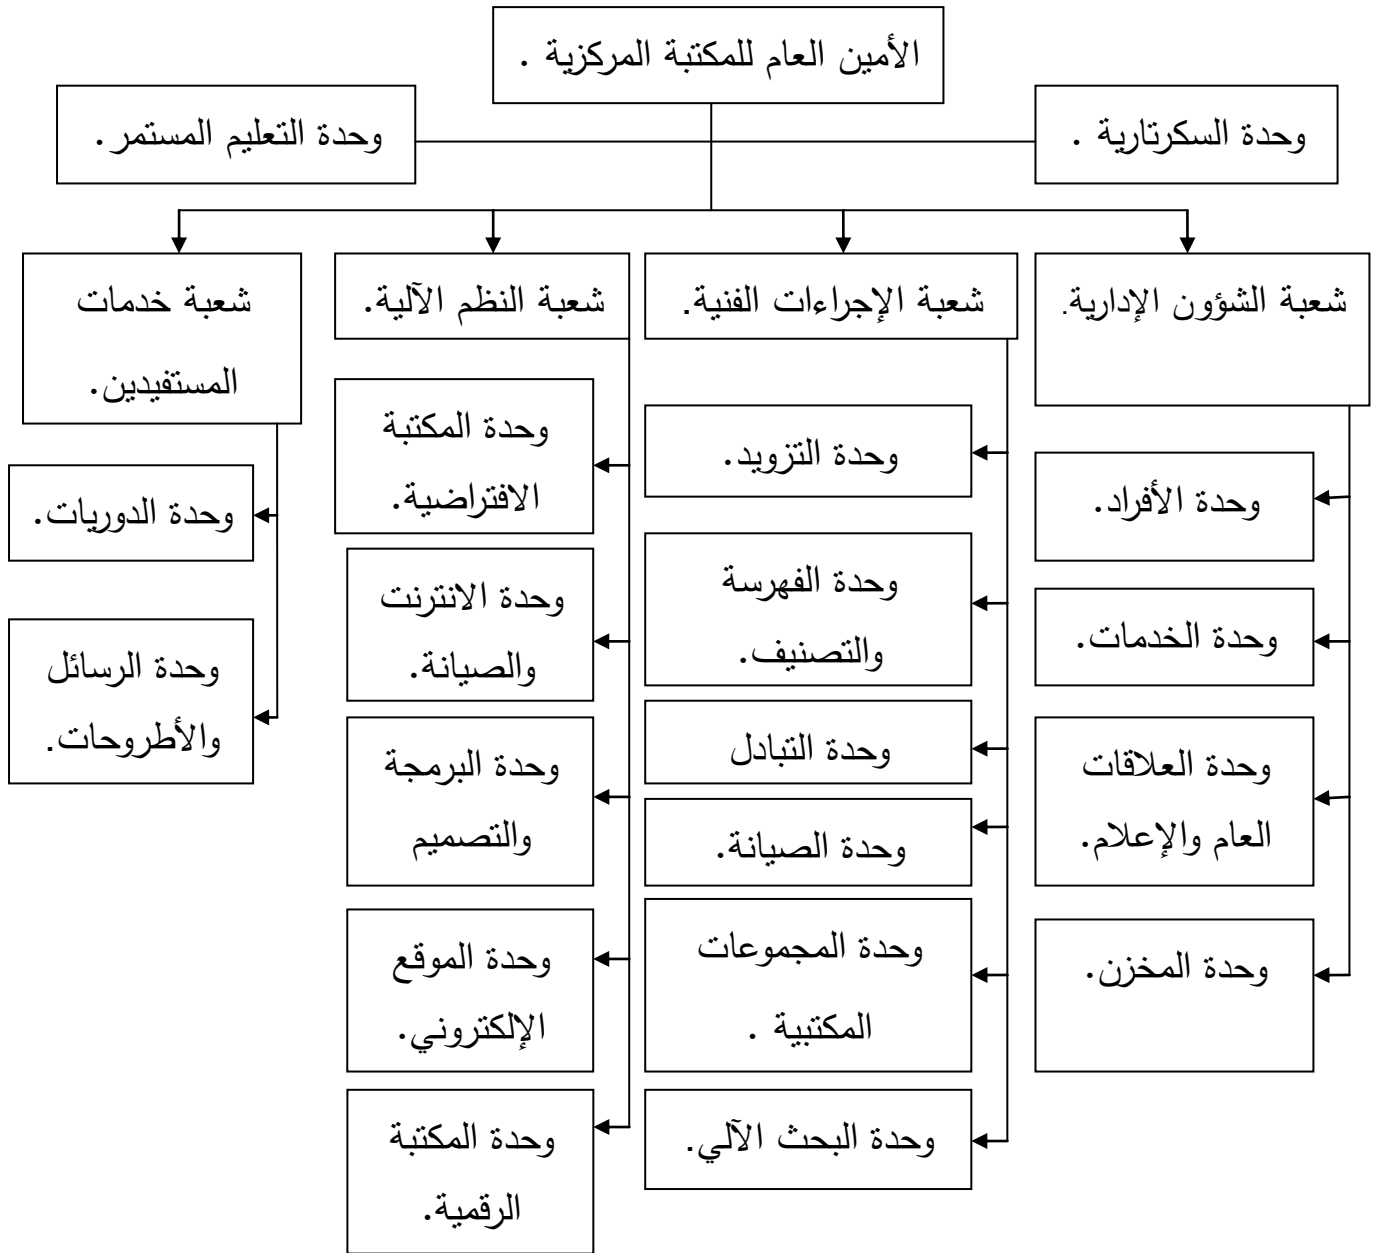 الأمين العام للمكتبة المركزية .
وحدة السكرتارية .
وحدة التعليم المستمر.
شعبة الشؤون الإدارية.
شعبة الإجراءات الفنية.
شعبة النظم الآلية.
شعبة خدمات
المستفيدين.
وحدة الأفراد.
وحدة الخدمات.
وحدة العلاقات
العام والإعلام.
وحدة المخزن.
وحدة التزويد.
وحدة الفهرسة
والتصنيف.
وحدة التبادل
وحدة الصيانة.
وحدة المجموعات
المكتبية .
وحدة البحث الآلي.
وحدة المكتبة
الافتراضية.
وحدة الانترنت
والصيانة.
وحدة البرمجة
والتصميم
وحدة الموقع
الإلكتروني.
وحدة المكتبة
الرقمية.
وحدة الدوريات.
وحدة الرسائل
والأطروحات.